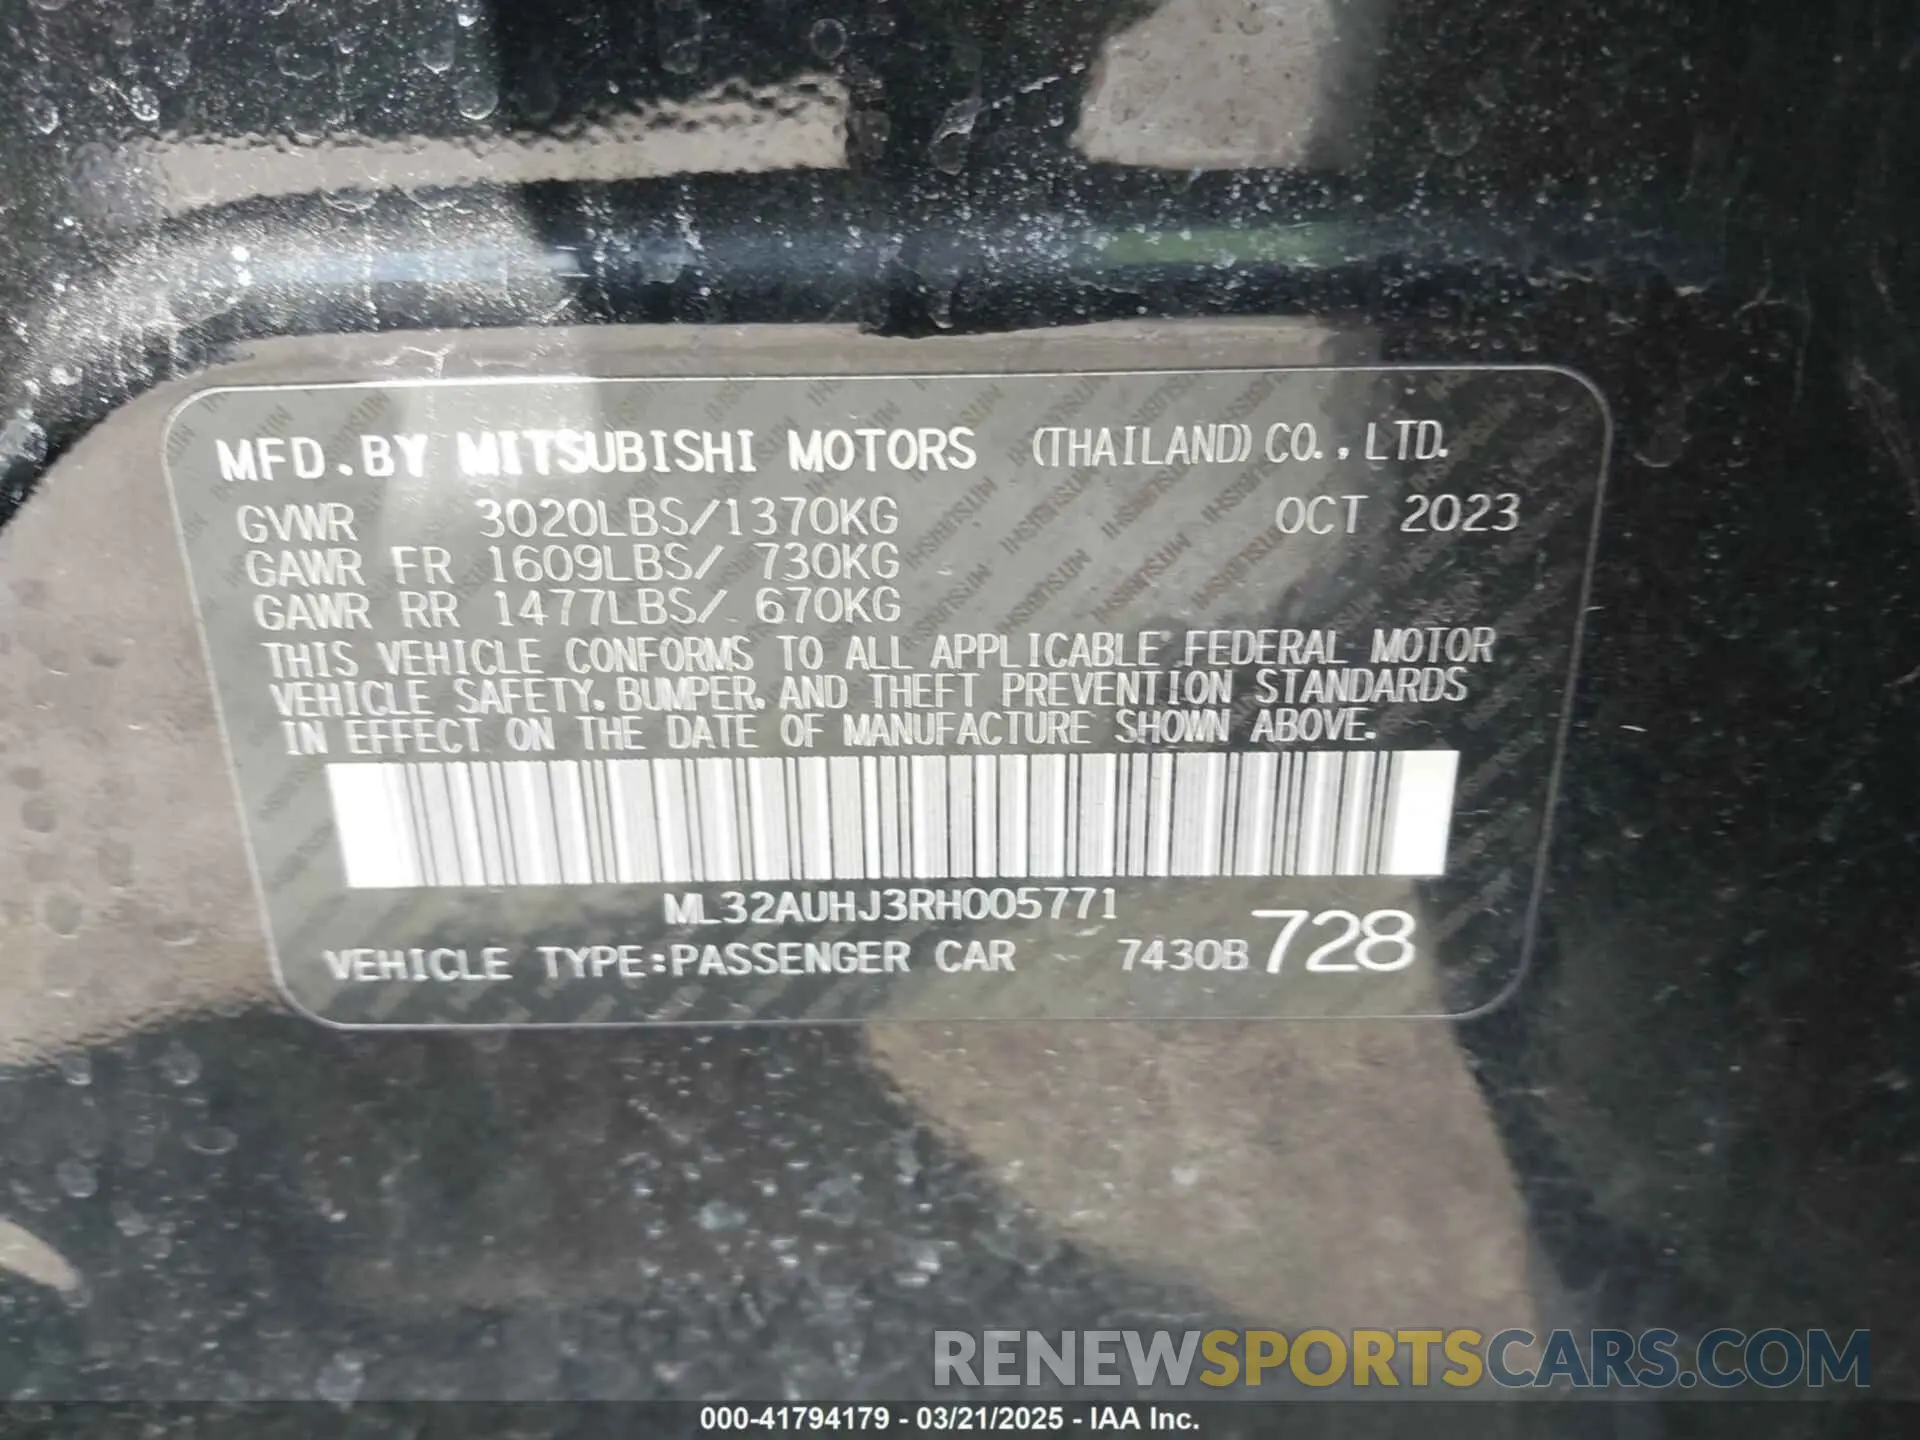 MFD.BY MITSUBISHI MOTORS (THAILAND)CO.,LTD.
GVWR 3020LBS/1370KG OCT 2023
GAWR FR 1609LBS/ 730KG
GAWR RR 1477LBS/ 670KG
THIS VEHICLE CONFORMS TO ALL APPLICABLE FEDERAL MOTOR
VEHICLE SAFETY, BUMPER, AND THEFT PREVENTION STANDARDS
IN EFFECT ON THE DATE OF MANUFACTURE SHOWN ABOVE.
ML32AUHJ3RH005771
VEHICLE TYPE:PASSENGER CAR 7430B728
RENEWSPORTSCARS.COM
000-41794179 - 03/21/2025 - IAA Inc.